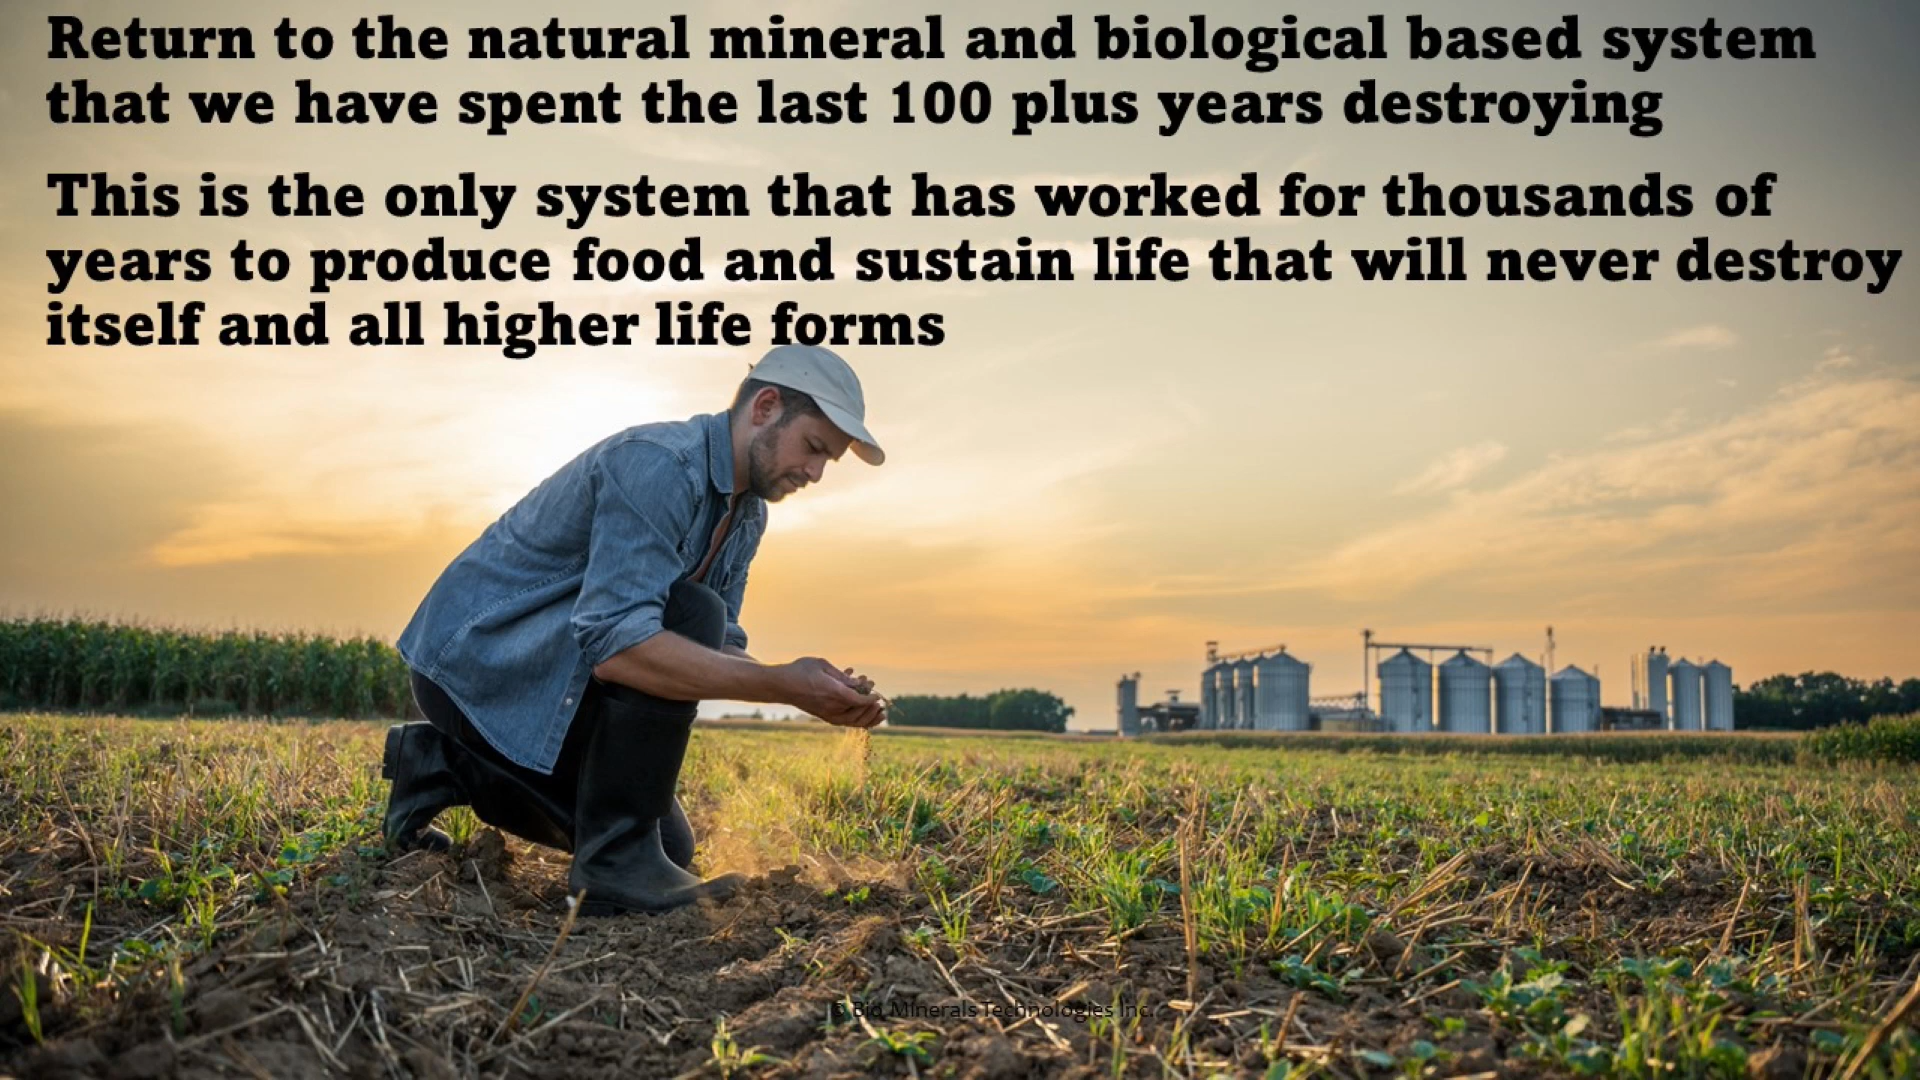 Return to the natural mineral and biological based system
that we have spent the last 100 plus years destroying
This is the only system that has worked for thousands of
years to produce food and sustain life that will never destroy
itself and all higher life forms
© Bio Minerals Technologies Inc.